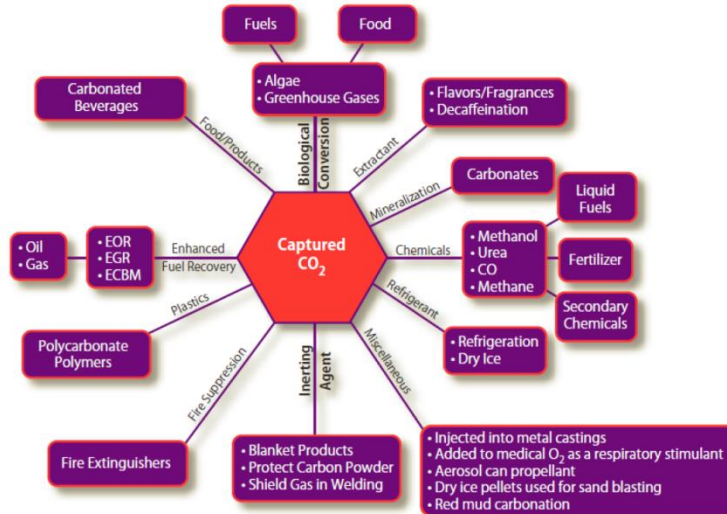 Fuels
Food
• Algae
• Greenhouse Gases
Carbonated
Beverages
• Flavors/Fragrances
• Decaffeination
Food/Products
Biological
Conversion
Extractant
Mineralization
Carbonates
Liquid
Fuels
• Oil
• Gas
• EOR
• EGR
• ECBM
Enhanced
Fuel Recovery
Captured
CO₂
Chemicals
• Methanol
• Urea
• CO
• Methane
Fertilizer
Secondary
Chemicals
Plastics
Refrigerant
Polycarbonate
Polymers
• Refrigeration
• Dry Ice
Fire Suppression
Inerting
Agent
Miscellaneous
Fire Extinguishers
• Blanket Products
• Protect Carbon Powder
• Shield Gas in Welding
• Injected into metal castings
• Added to medical O₂ as a respiratory stimulant
• Aerosol can propellant
• Dry ice pellets used for sand blasting
• Red mud carbonation